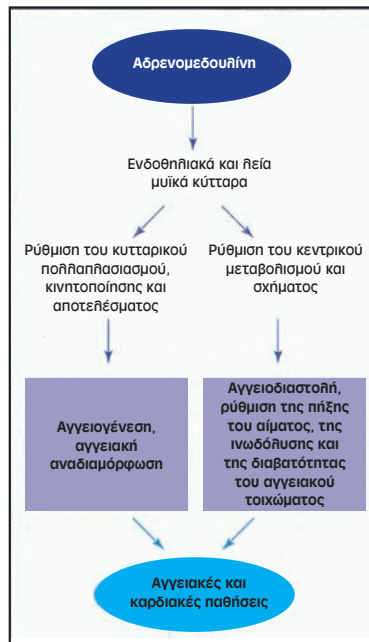 Αδρενομεδουλίνη
Ενδοθηλιακά και λεία
μυϊκά κύτταρα
Ρύθμιση του κυτταρικού
πολλαπλασιασμού,
κινητοποίησης και
αποτελέσματος
Ρύθμιση του κεντρικού
μεταβολισμού και
σχήματος
Αγγειογένεση,
αγγειακή
αναδιαμόρφωση
Αγγειοδιαστολή,
ρύθμιση της πήξης
του αίματος, της
ινωδόλυσης και
της διαβατότητας
του αγγειακού
τοιχώματος
Αγγειακές και
καρδιακές παθήσεις